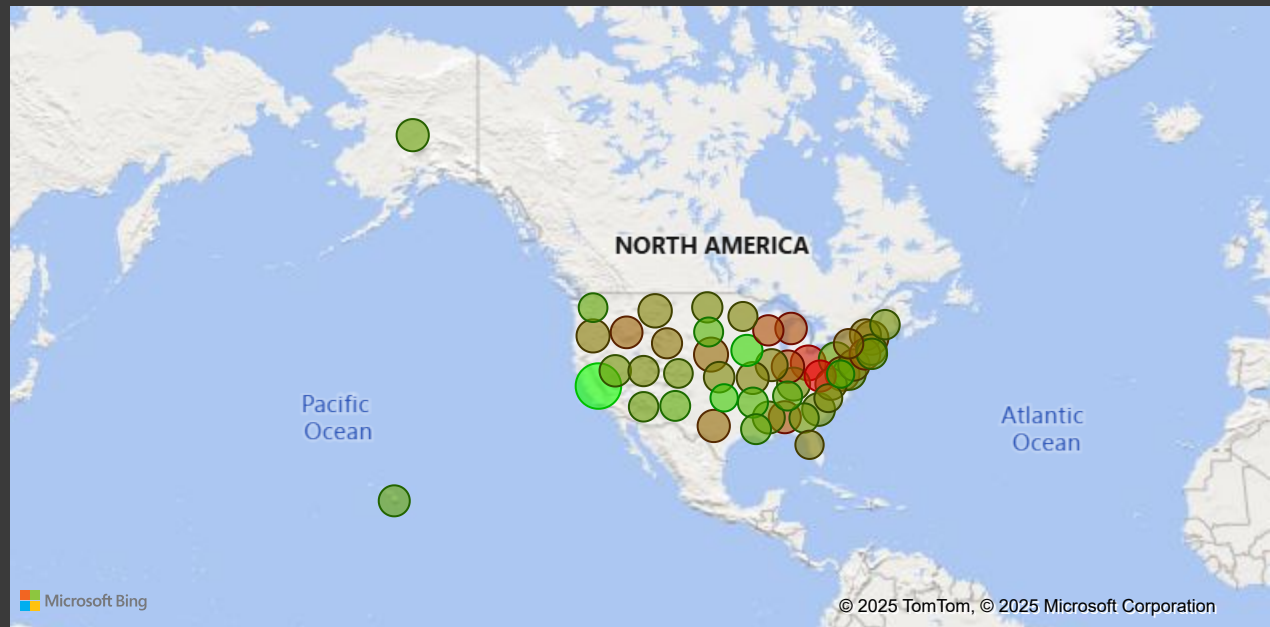 NORTH AMERICA
Pacific
Ocean
Atlantic
Ocean
Microsoft Bing
© 2025 TomTom, © 2025 Microsoft Corporation